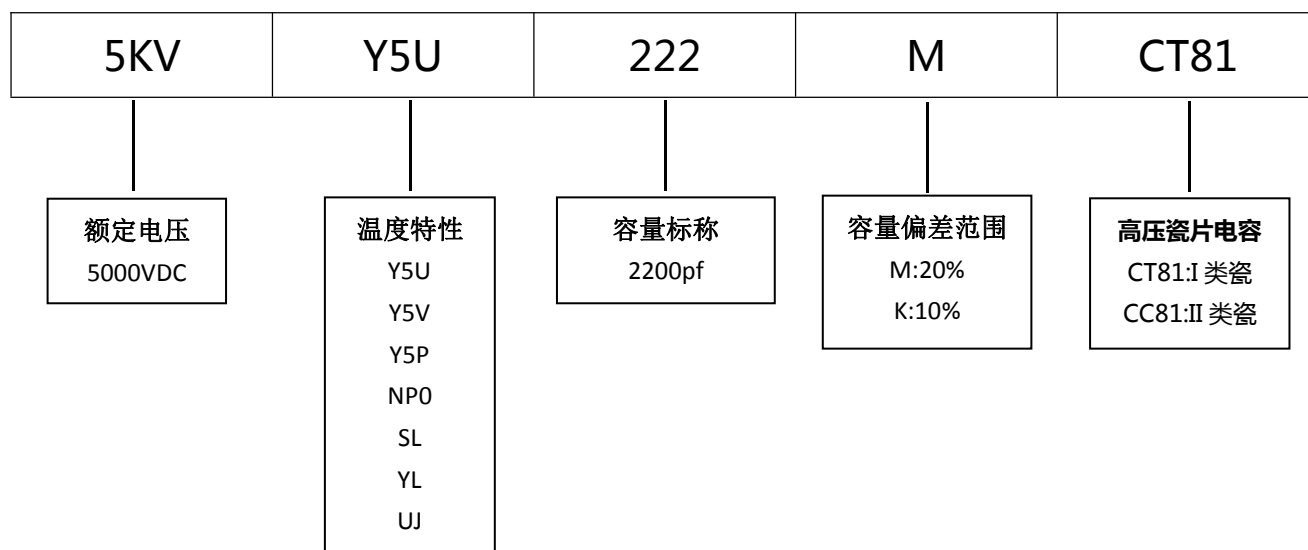 5KV Y5U 222 M CT81
额定电压
5000VDC
温度特性
Y5U
Y5V
Y5P
NP0
SL
YL
UJ
容量标称
2200pf
容量偏差范围
M:20%
K:10%
高压瓷片电容
CT81:I 类瓷
CC81:II 类瓷